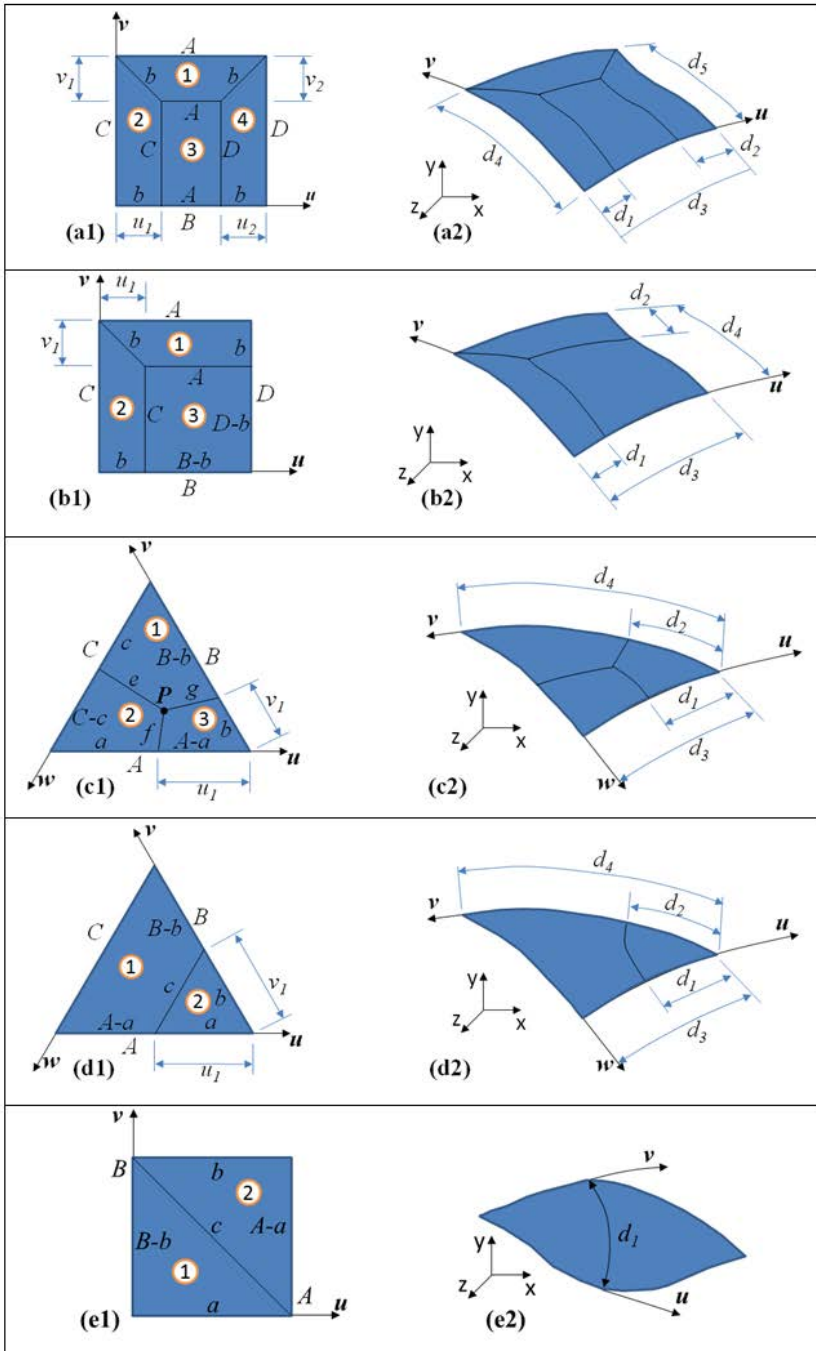 v
A
v₁ b 1 b v₂
C 2 A 4 D
C 3 D
b A b u
u₁ B u₂
(a1)
v
d₅
u
d₄
d₂
y
z x
d₁
d₃
(a2)
v
u₁
A
v₁ b 1 b
A
C 2 C 3 D
D-b
b B-b u
B
(b1)
d₂
v
d₄
u
y
z x
d₁
d₃
(b2)
v
1
C c B-b B
e P g v₁
C-c 2 3 b
a f A-a
A u
w u₁
(c1)
d₄
v d₂
u
y
z x
d₁
d₃
w
(c2)
v
C B-b B
1 c 2 b v₁
A-a a
A u
w u₁
(d1)
d₄
v d₂
u
y
z x
d₁
d₃
w
(d2)
v
B b
2
c A-a
B-b
1
a A u
(e1)
v
d₁
y
z x
u
(e2)